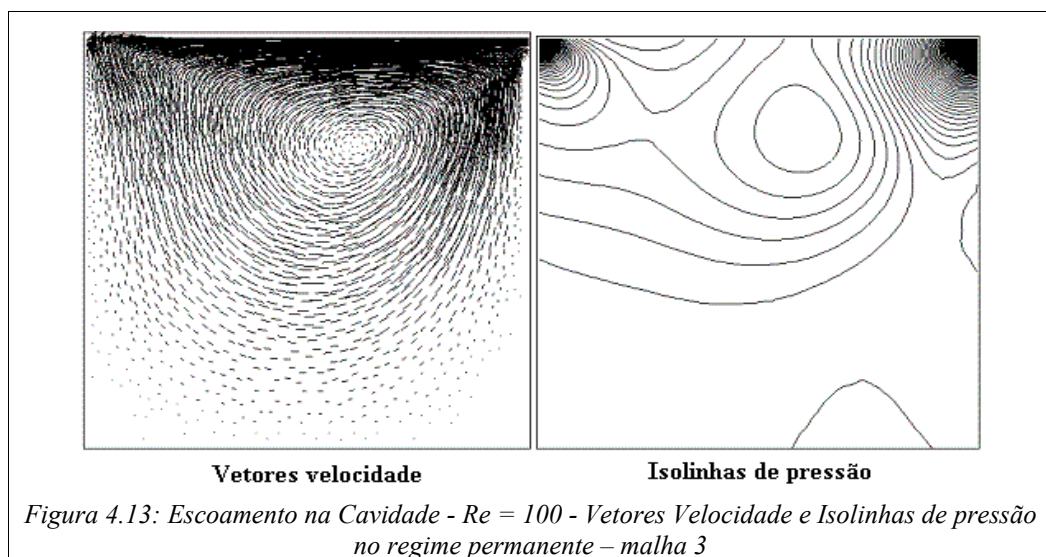 Vetores velocidade
Isolinhas de pressão
Figura 4.13: Escoamento na Cavidade - Re = 100 - Vetores Velocidade e Isolinhas de pressão
no regime permanente – malha 3